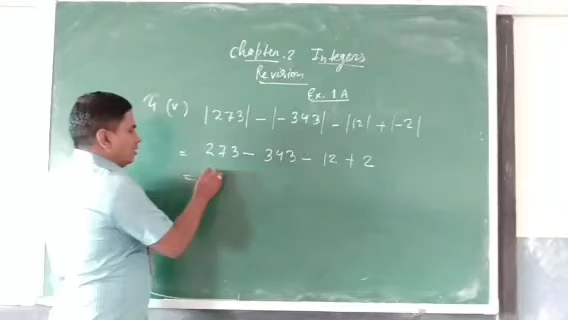 Chapter.2 Integers
Revision
Ex. 1A
4 (v) |273| - |-343| - |12| + |-2|
= 273 - 343 - 12 + 2
=